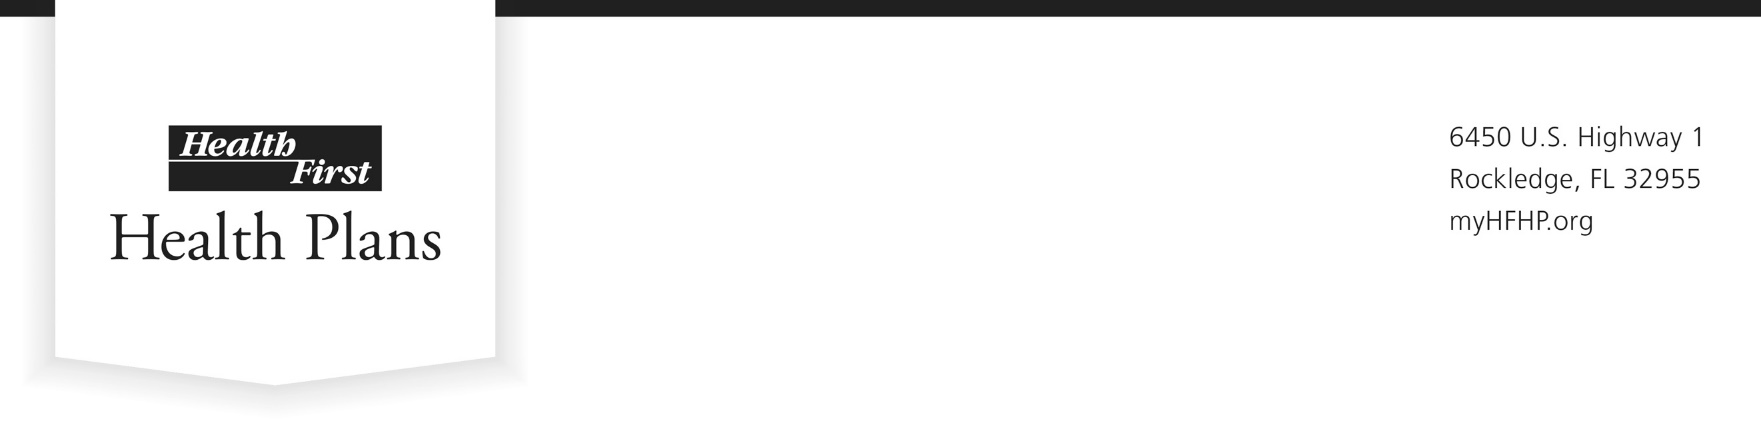 Health
First
Health Plans
6450 U.S. Highway 1
Rockledge, FL 32955
myHFHP.org